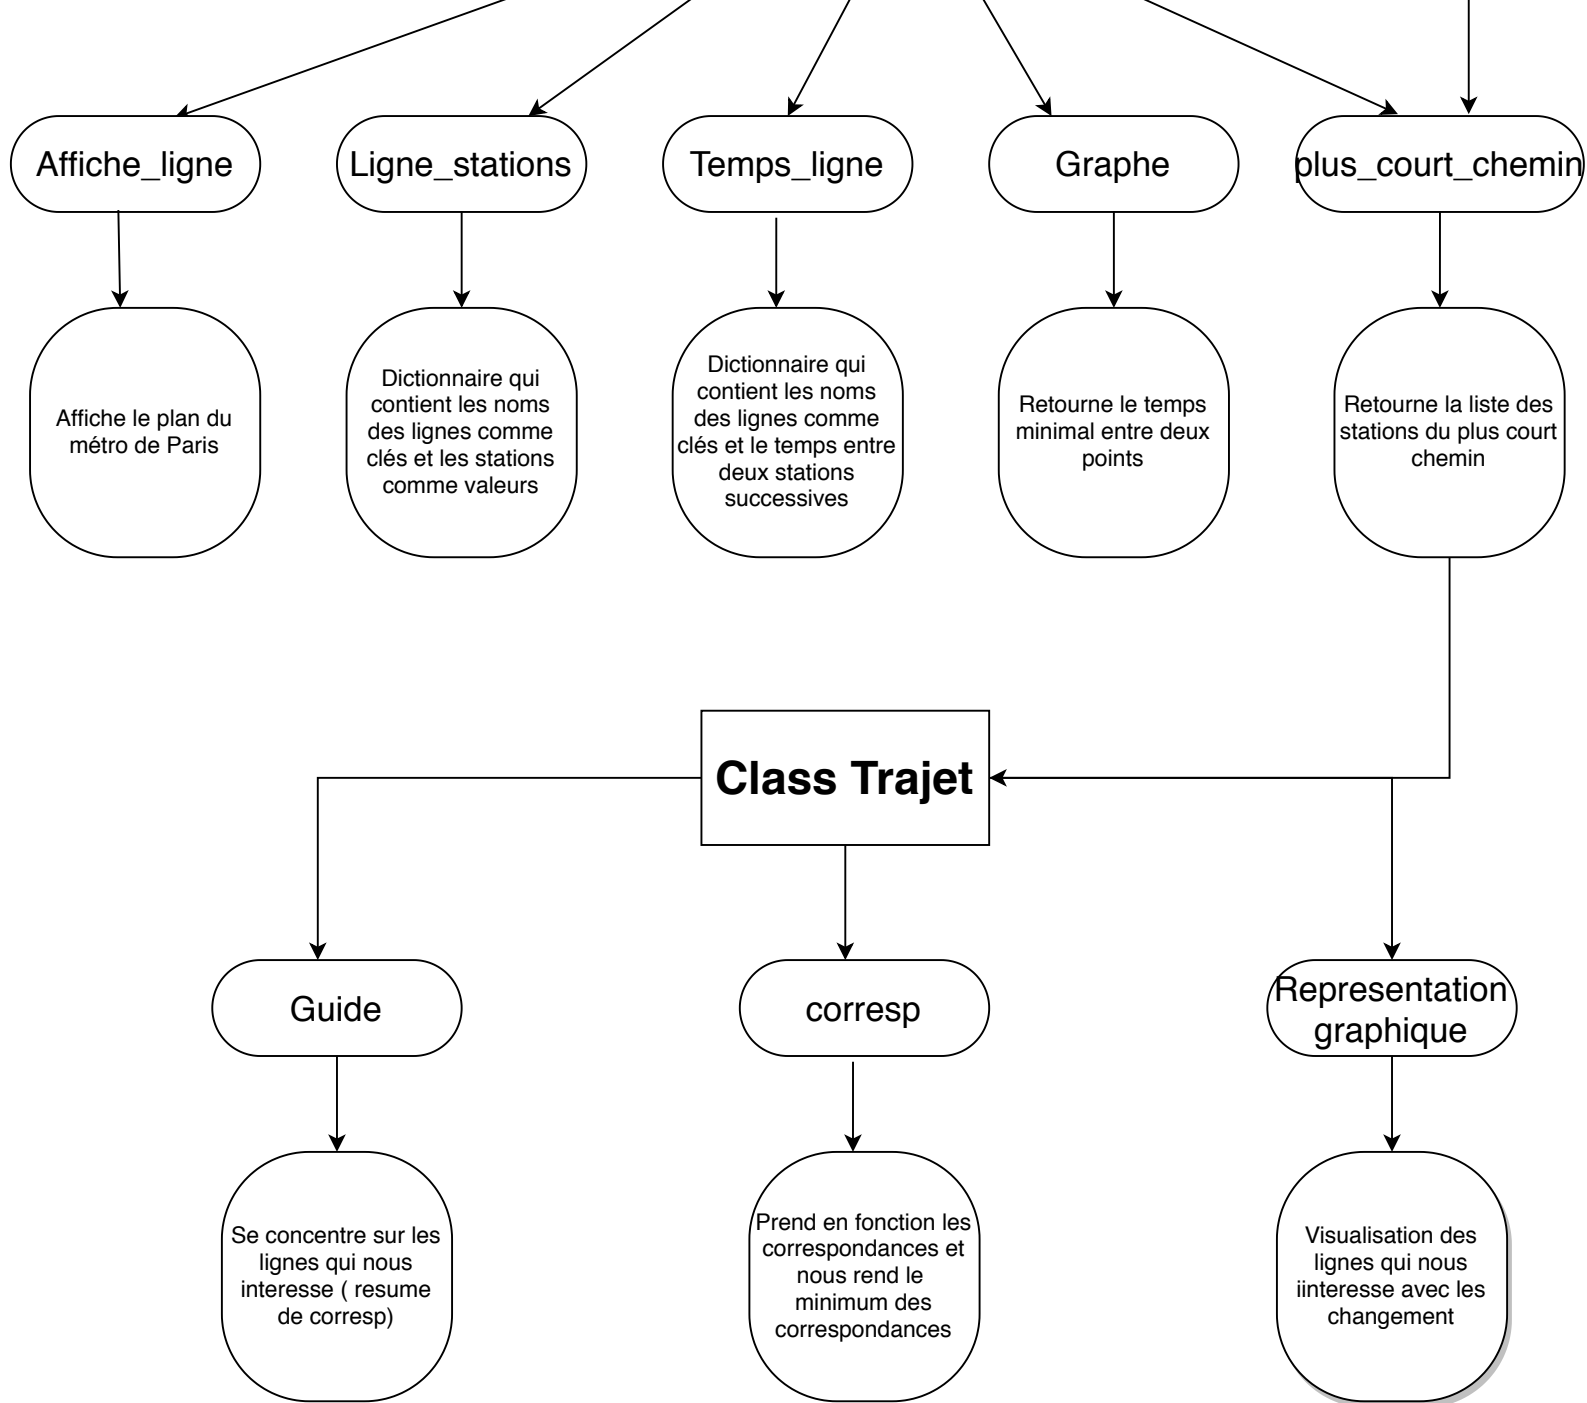 Affiche_ligne
Ligne_stations
Temps_ligne
Graphe
plus_court_chemin
Affiche le plan du
métro de Paris
Dictionnaire qui
contient les noms
des lignes comme
clés et les stations
comme valeurs
Dictionnaire qui
contient les noms
des lignes comme
clés et le temps entre
deux stations
successives
Retourne le temps
minimal entre deux
points
Retourne la liste des
stations du plus court
chemin
Class Trajet
Guide
corresp
Representation
graphique
Se concentre sur les
lignes qui nous
interesse ( resume
de corresp)
Prend en fonction les
correspondances et
nous rend le
minimum des
correspondances
Visualisation des
lignes qui nous
iinteresse avec les
changement